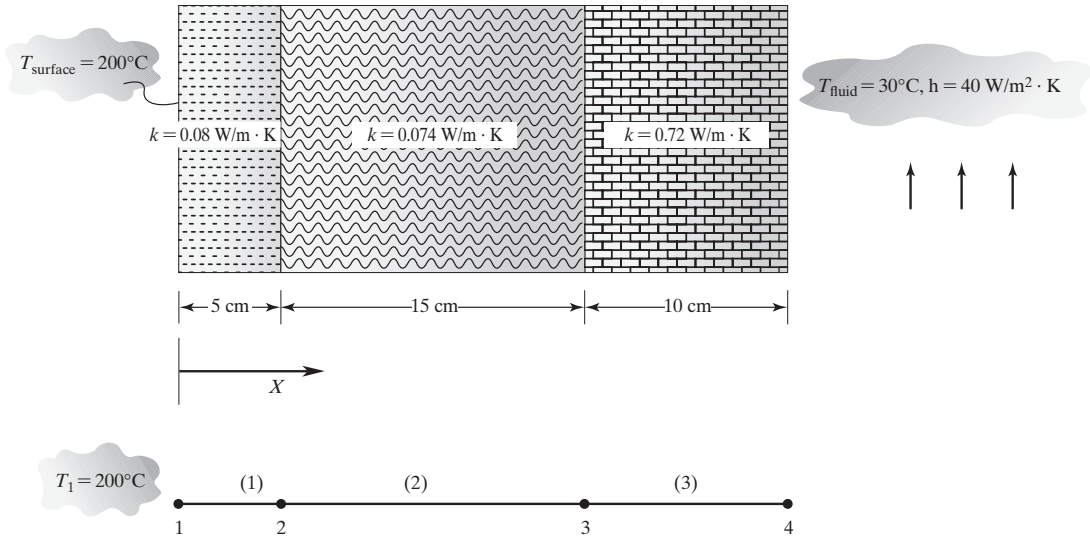 T_surface = 200°C
T_fluid = 30°C, h = 40 W/m² · K
k = 0.08 W/m · K
k = 0.074 W/m · K
k = 0.72 W/m · K
5 cm
15 cm
10 cm
X
T₁ = 200°C
(1)
(2)
(3)
1
2
3
4